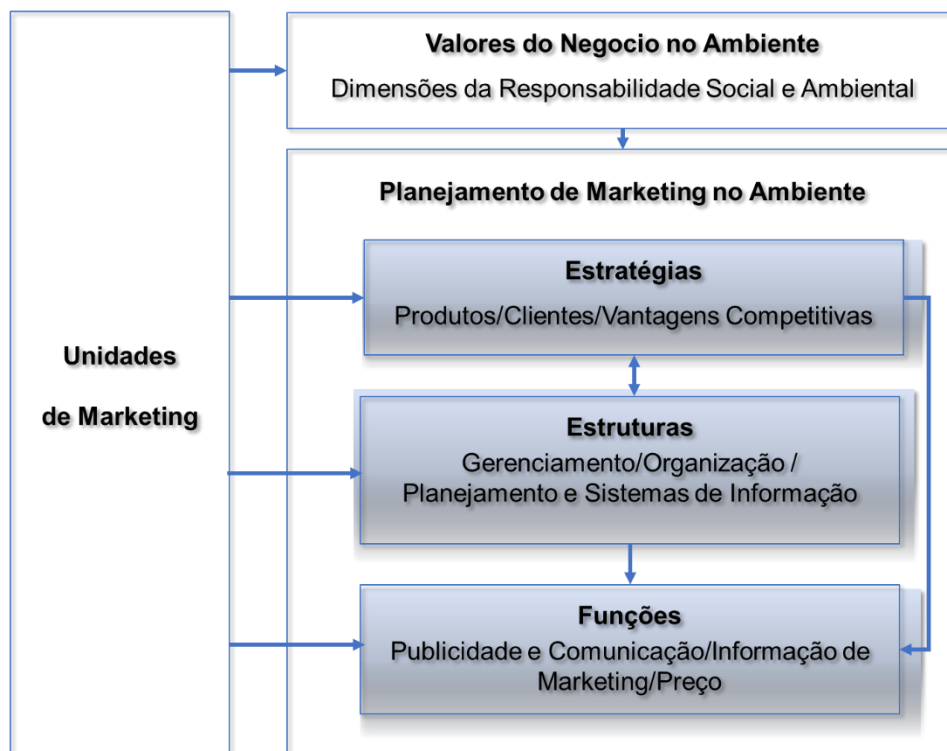 Valores do Negocio no Ambiente
Dimensões da Responsabilidade Social e Ambiental
Planejamento de Marketing no Ambiente
Estratégias
Produtos/Clientes/Vantagens Competitivas
Unidades
de Marketing
Estruturas
Gerenciamento/Organização /
Planejamento e Sistemas de Informação
Funções
Publicidade e Comunicação/Informação de
Marketing/Preço